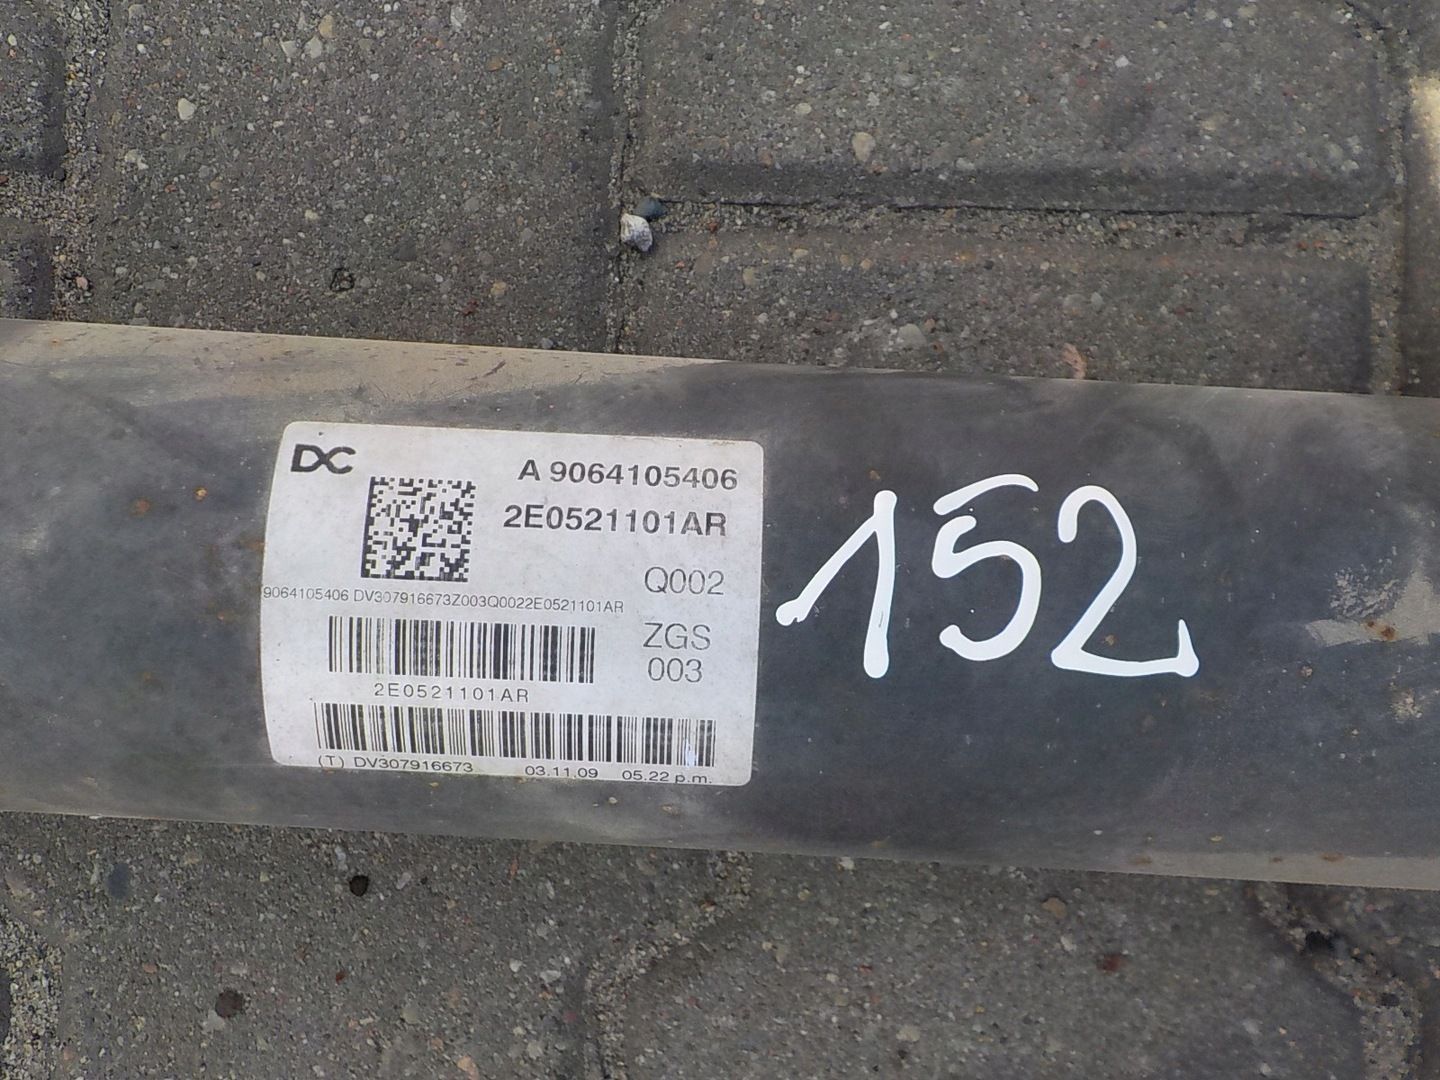 DC
A 9064105406
2E0521101AR
Q002
9064105406 DV307916673Z003Q0022E0521101AR
ZGS
003
2E0521101AR
(T) DV307916673 03.11.09 05.22 p.m.
152